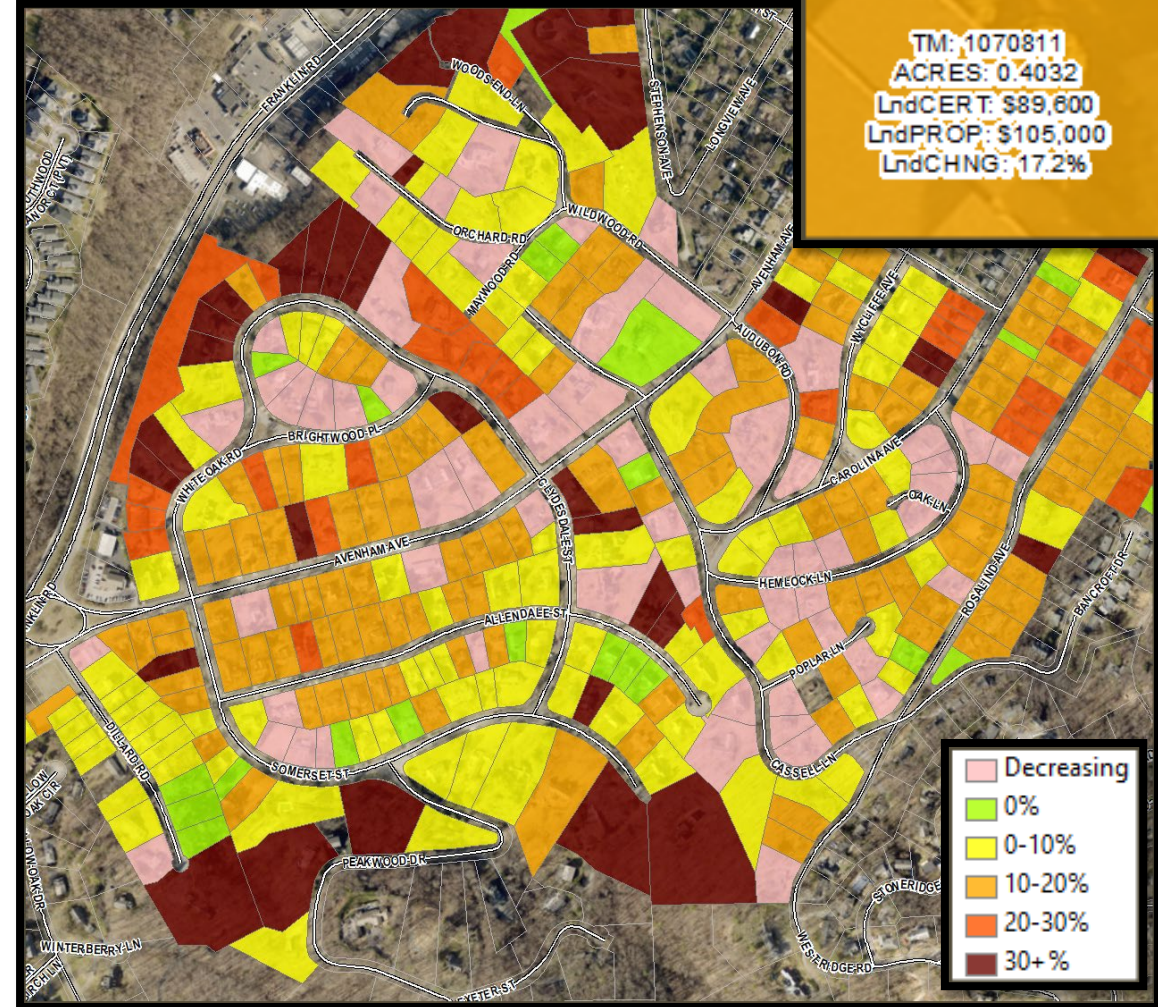 TM: 1070811
ACRES: 0.4032
LndCERT: $89,600
LndPROP: $105,000
LndCHNG: 17.2%
FRANKLIN RD
WOODS END LN
STEPHENSON AVE
LONGVIEW AVE
WILDWOOD RD
ORCHARD RD
MAYWOOD RD
AVENHAM AVE
AUDUBON RD
WYCLIFFE AVE
BRIGHTWOOD PL
WHITE OAK RD
CLYDESDALE ST
CAROLINA AVE
OAK LN
AVENHAM AVE
HEMLOCK LN
ROSALIND AVE
BANCROFT DR
ALLENDALE ST
POPLAR LN
DILLARD RD
SOMERSET ST
CASSELL LN
PEAKWOOD DR
WINTERBERRY LN
WESTRIDGE RD
EXETER ST
Decreasing
0%
0-10%
10-20%
20-30%
30+%